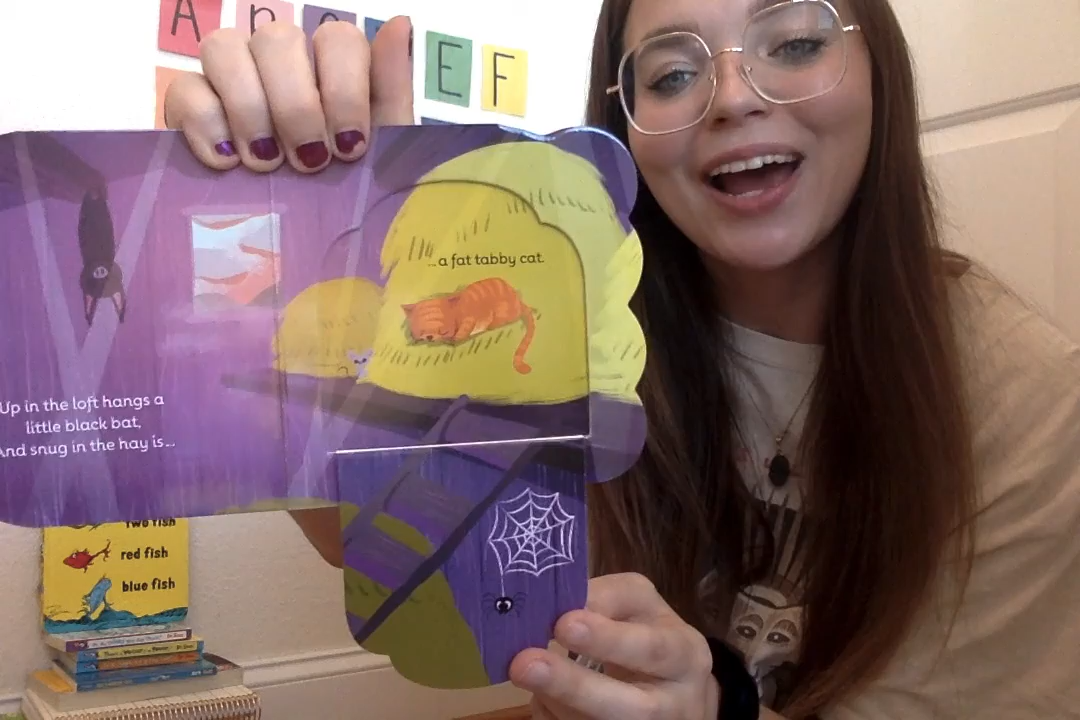 A
E
F
...a fat tabby cat.
Up in the loft hangs a
little black bat,
And snug in the hay is...
two fish
red fish
blue fish